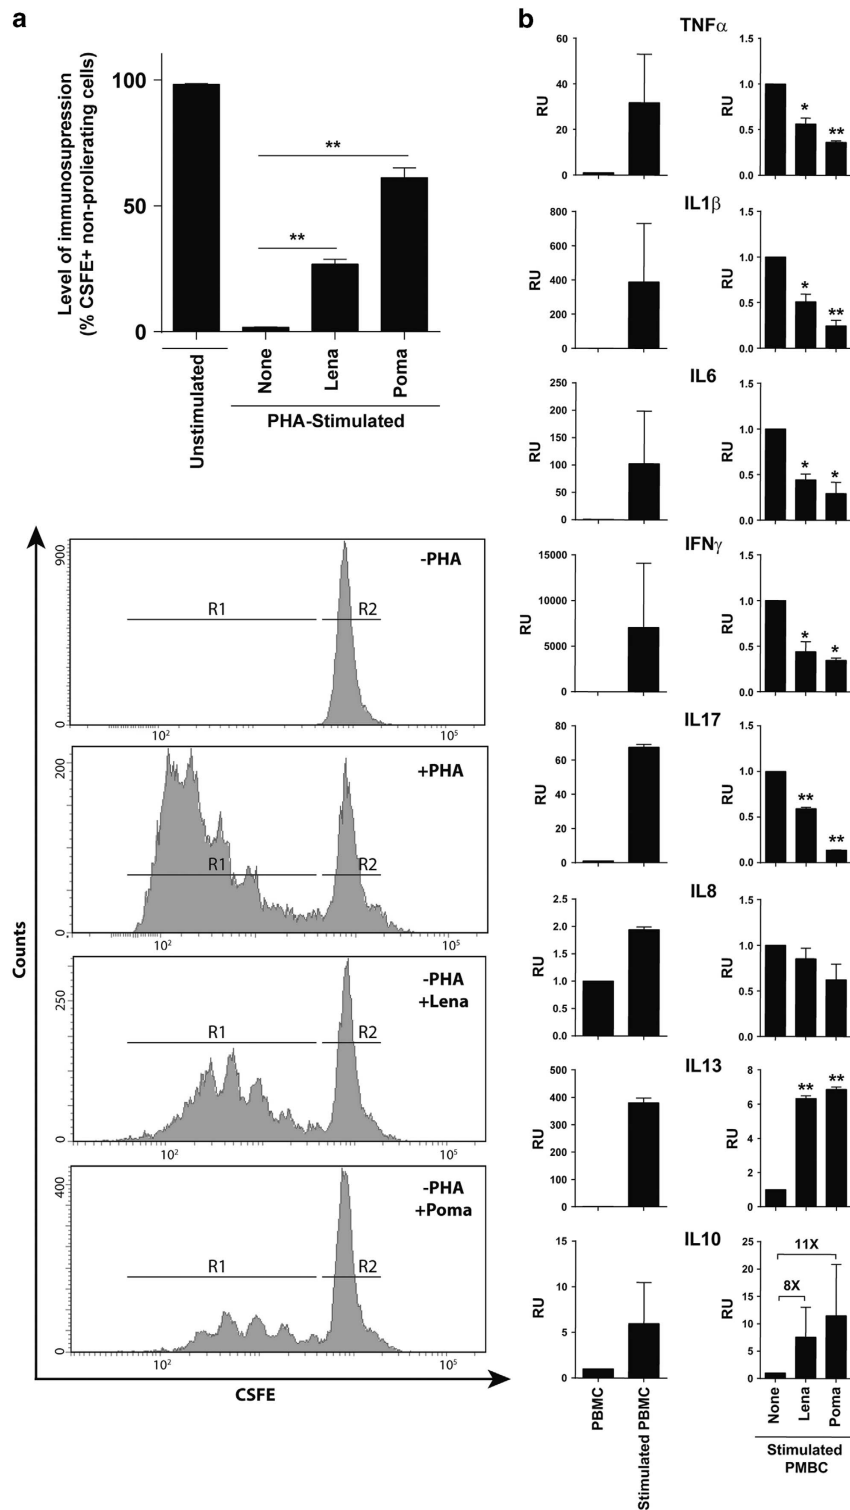 a
Level of immunosupression
(% CSFE+ non-prolierating cells)
100
50
0
**
**
Unstimulated
None
Lena
Poma
PHA-Stimulated
Counts
900
0
-PHA
R1
R2
10²
10⁵
200
0
+PHA
R1
R2
10²
10⁵
250
0
-PHA
+Lena
R1
R2
10²
10⁵
400
0
-PHA
+Poma
R1
R2
10²
10⁵
CSFE
b
TNFα
RU
60
40
20
0
RU
1.5
1.0
0.5
0
*
**
IL1β
RU
800
600
400
200
0
RU
1.5
1.0
0.5
0
*
**
IL6
RU
250
200
150
100
50
0
RU
1.5
1.0
0.5
0
*
*
IFNγ
RU
15000
10000
5000
0
RU
1.5
1.0
0.5
0
*
*
IL17
RU
80
60
40
20
0
RU
1.5
1.0
0.5
0
**
**
IL8
RU
2.5
2.0
1.5
1.0
0.5
0.0
RU
1.5
1.0
0.5
0
IL13
RU
500
400
300
200
100
0
RU
8
6
4
2
0
**
**
IL10
RU
15
10
5
0
RU
25
20
15
10
5
0
11X
8X
PBMC
Stimulated PBMC
None
Lena
Poma
Stimulated
PMBC